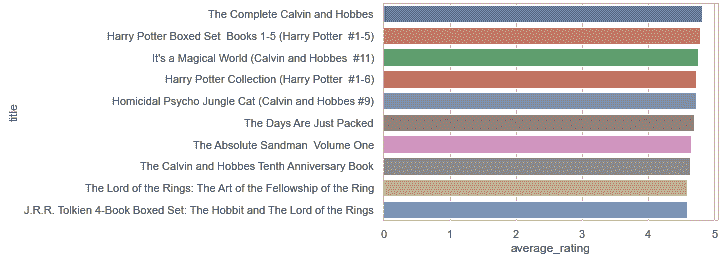 The Complete Calvin and Hobbes
Harry Potter Boxed Set  Books 1-5 (Harry Potter  #1-5)
It's a Magical World (Calvin and Hobbes  #11)
Harry Potter Collection (Harry Potter  #1-6)
Homicidal Psycho Jungle Cat (Calvin and Hobbes #9)
The Days Are Just Packed
The Absolute Sandman  Volume One
The Calvin and Hobbes Tenth Anniversary Book
The Lord of the Rings: The Art of the Fellowship of the Ring
J.R.R. Tolkien 4-Book Boxed Set: The Hobbit and The Lord of the Rings
title
0 1 2 3 4 5
average_rating